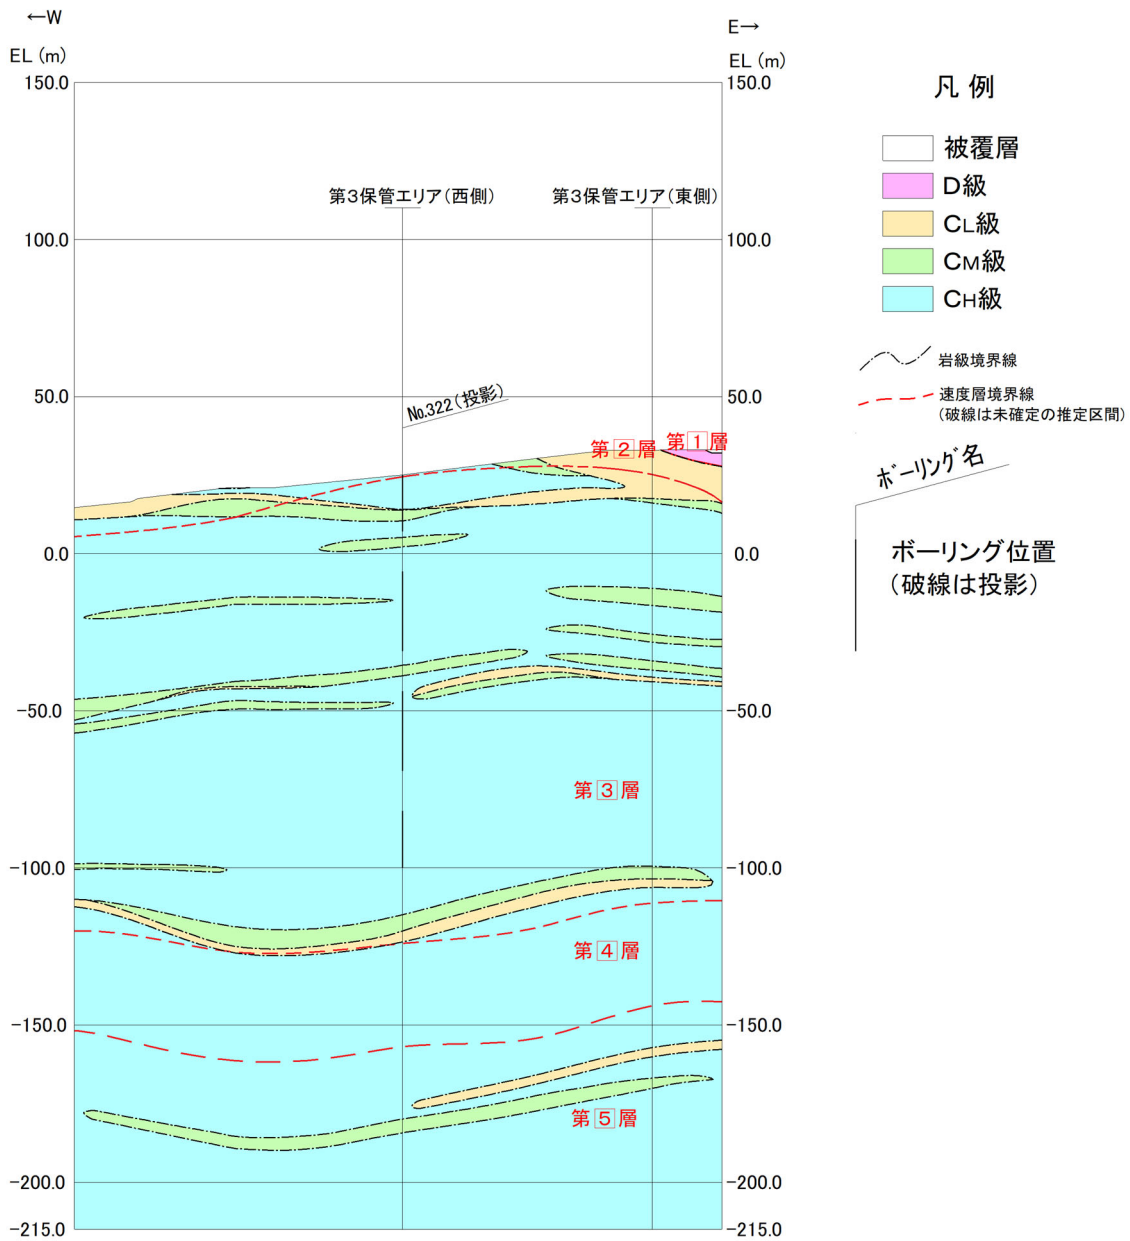 ←W
E→
EL (m)
EL (m)
150.0
150.0
凡 例
被覆層
D級
CL級
CM級
CH級
岩級境界線
速度層境界線
(破線は未確定の推定区間)
ボーリング名
ボーリング位置
(破線は投影)
第3保管エリア(西側)
第3保管エリア(東側)
100.0
100.0
50.0
50.0
№322(投影)
第1層
第2層
0.0
0.0
−50.0
−50.0
第3層
−100.0
−100.0
第4層
−150.0
−150.0
第5層
−200.0
−200.0
−215.0
−215.0